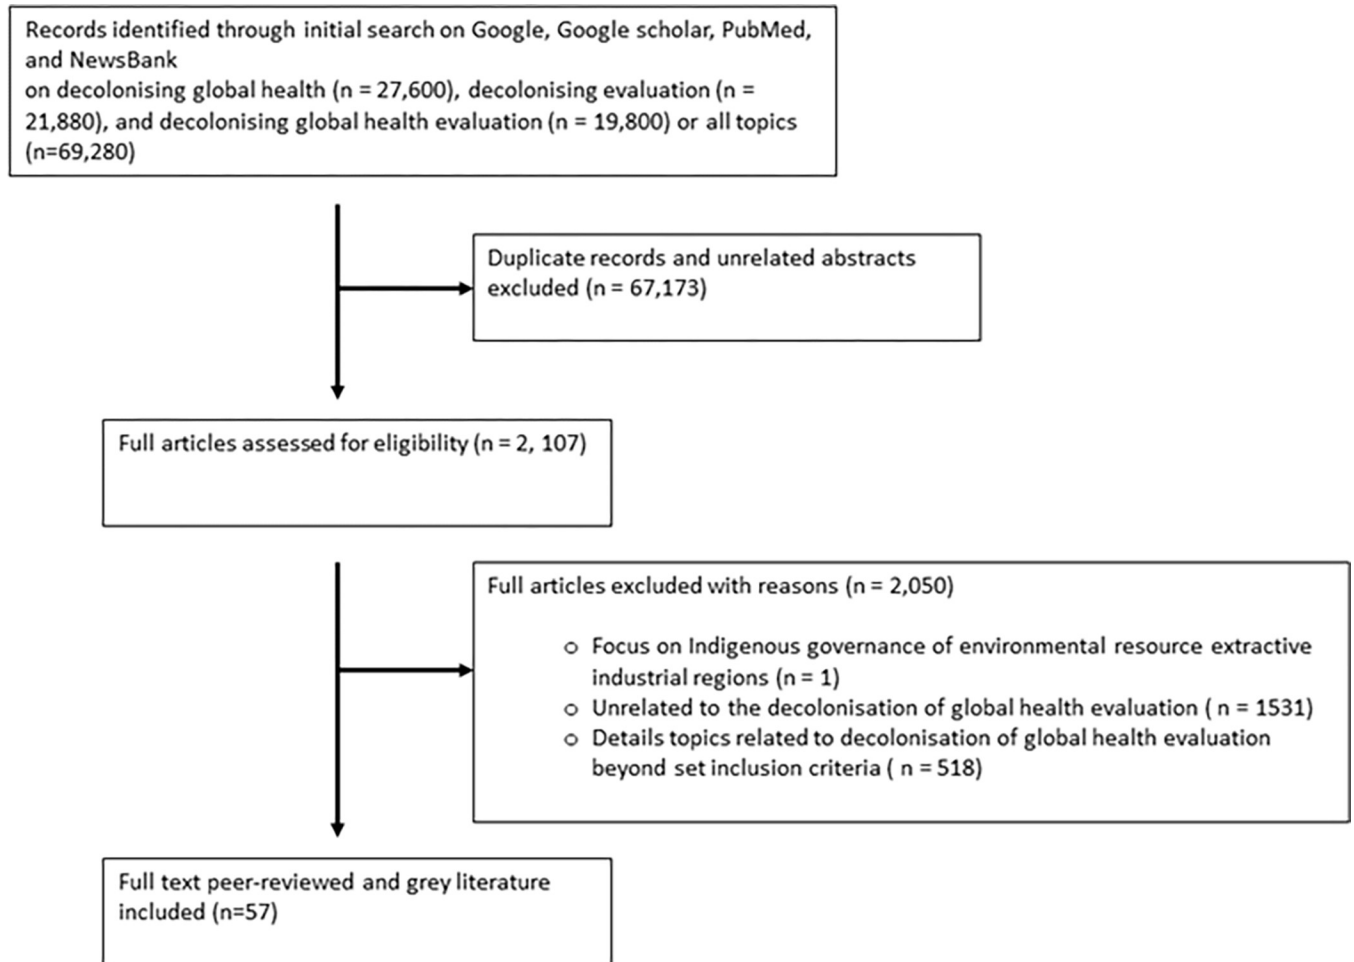 Records identified through initial search on Google, Google scholar, PubMed,
and NewsBank
on decolonising global health (n = 27,600), decolonising evaluation (n =
21,880), and decolonising global health evaluation (n = 19,800) or all topics
(n=69,280)
Duplicate records and unrelated abstracts
excluded (n = 67,173)
Full articles assessed for eligibility (n = 2, 107)
Full articles excluded with reasons (n = 2,050)
o Focus on Indigenous governance of environmental resource extractive
industrial regions (n = 1)
o Unrelated to the decolonisation of global health evaluation ( n = 1531)
o Details topics related to decolonisation of global health evaluation
beyond set inclusion criteria ( n = 518)
Full text peer-reviewed and grey literature
included (n=57)